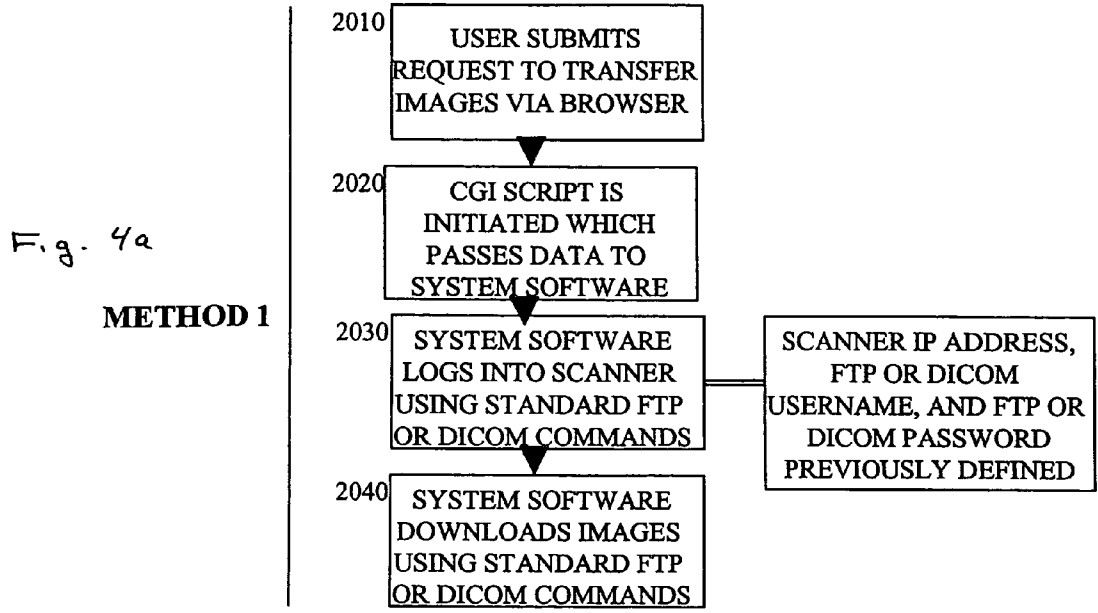 2010
USER SUBMITS
REQUEST TO TRANSFER
IMAGES VIA BROWSER
2020
CGI SCRIPT IS
INITIATED WHICH
PASSES DATA TO
SYSTEM SOFTWARE
Fig. 4a
METHOD 1
2030
SYSTEM SOFTWARE
LOGS INTO SCANNER
USING STANDARD FTP
OR DICOM COMMANDS
SCANNER IP ADDRESS,
FTP OR DICOM
USERNAME, AND FTP OR
DICOM PASSWORD
PREVIOUSLY DEFINED
2040
SYSTEM SOFTWARE
DOWNLOADS IMAGES
USING STANDARD FTP
OR DICOM COMMANDS